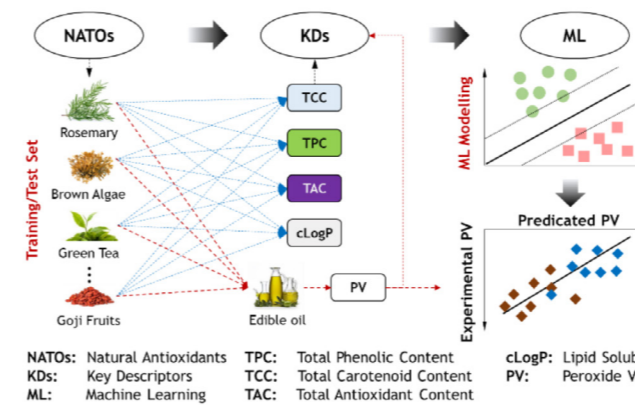 NATOs
KDs
ML
Training/Test Set
Rosemary
Brown Algae
Green Tea
Goji Fruits
TCC
TPC
TAC
cLogP
Edible oil
PV
ML Modelling
Predicated PV
Experimental PV
NATOs: Natural Antioxidants
KDs: Key Descriptors
ML: Machine Learning
TPC: Total Phenolic Content
TCC: Total Carotenoid Content
TAC: Total Antioxidant Content
cLogP: Lipid Solub
PV: Peroxide V